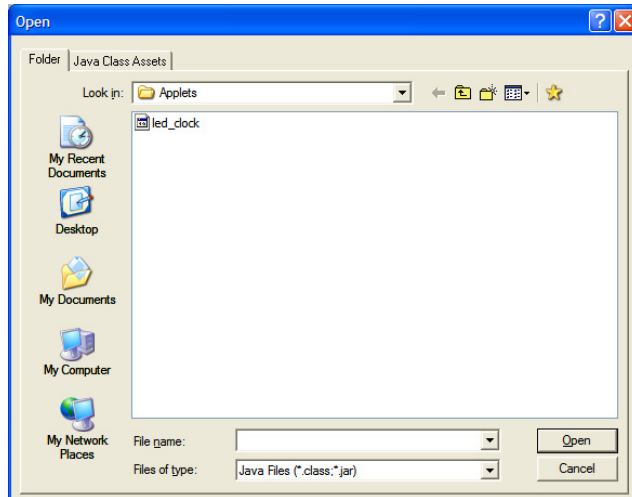 Open
Folder Java Class Assets
Look in: Applets
led_clock
My Recent
Documents
Desktop
My Documents
My Computer
My Network
Places
File name:
Open
Files of type: Java Files (*.class;*.jar)
Cancel